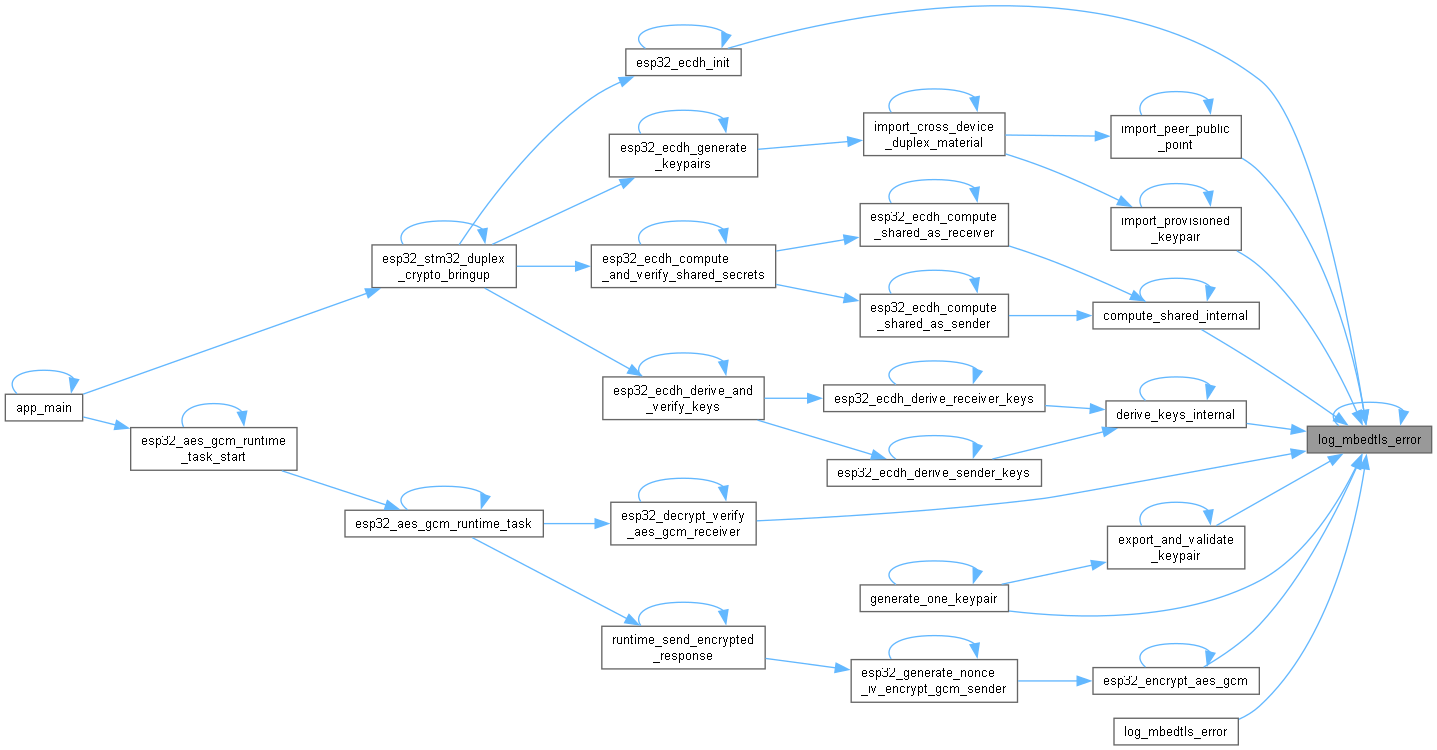 esp32_ecdh_init
esp32_ecdh_generate
_keypairs
import_cross_device
_duplex_material
import_peer_public
_point
esp32_ecdh_compute
_shared_as_receiver
import_provisioned
_keypair
esp32_stm32_duplex
_crypto_bringup
esp32_ecdh_compute
_and_verify_shared_secrets
esp32_ecdh_compute
_shared_as_sender
compute_shared_internal
app_main
esp32_ecdh_derive_and
_verify_keys
esp32_ecdh_derive_receiver_keys
derive_keys_internal
log_mbedtls_error
esp32_aes_gcm_runtime
_task_start
esp32_ecdh_derive_sender_keys
esp32_aes_gcm_runtime_task
esp32_decrypt_verify
_aes_gcm_receiver
export_and_validate
_keypair
generate_one_keypair
runtime_send_encrypted
_response
esp32_generate_nonce
_iv_encrypt_gcm_sender
esp32_encrypt_aes_gcm
log_mbedtls_error